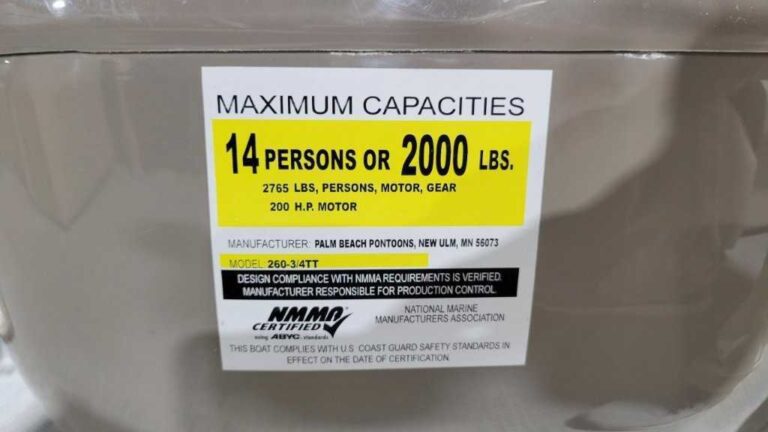 MAXIMUM CAPACITIES
14 PERSONS OR 2000 LBS.
2765 LBS, PERSONS, MOTOR, GEAR
200 H.P. MOTOR
MANUFACTURER: PALM BEACH PONTOONS, NEW ULM, MN 56073
MODEL: 260-3/4TT
DESIGN COMPLIANCE WITH NMMA REQUIREMENTS IS VERIFIED.
MANUFACTURER RESPONSIBLE FOR PRODUCTION CONTROL.
NMMA
CERTIFIED
using ABYC standards
NATIONAL MARINE
MANUFACTURERS ASSOCIATION
THIS BOAT COMPLIES WITH U.S. COAST GUARD SAFETY STANDARDS IN
EFFECT ON THE DATE OF CERTIFICATION.